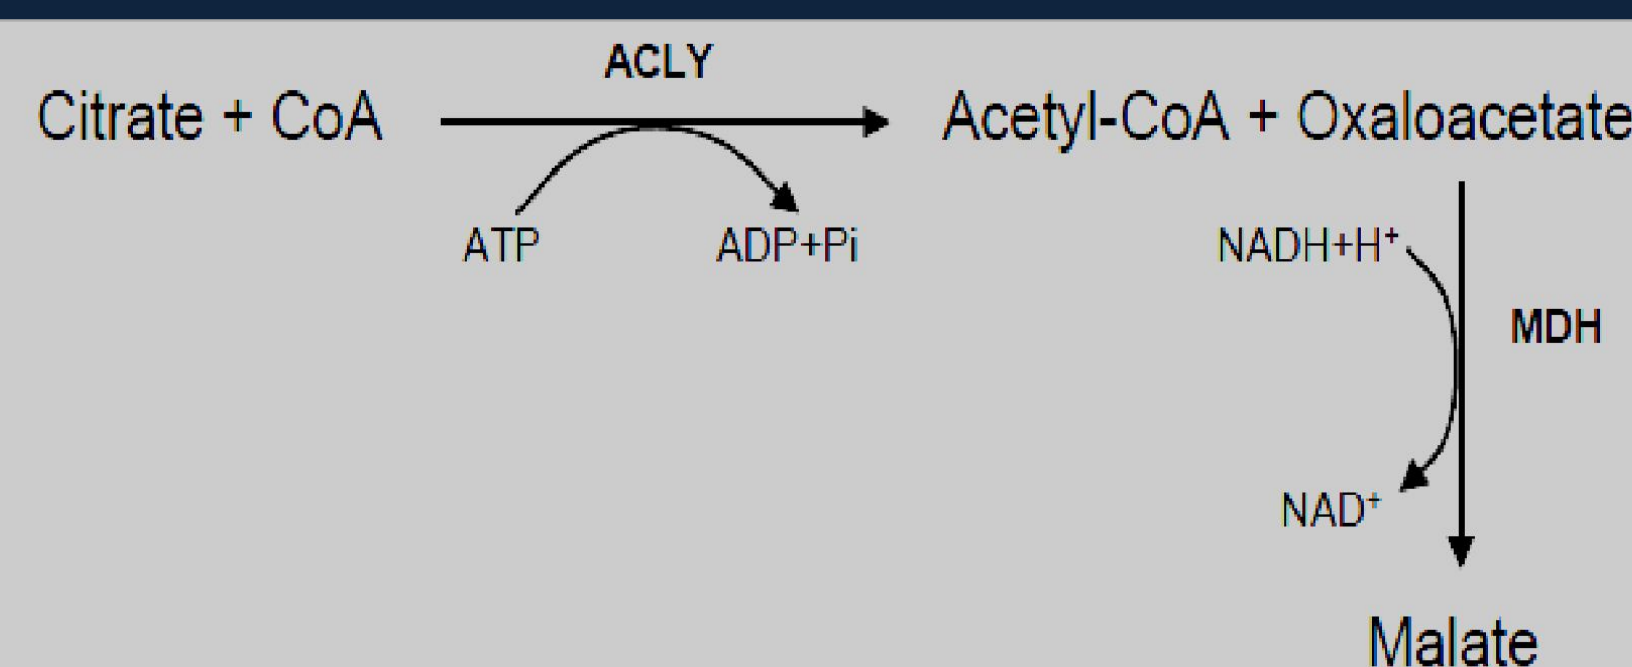 ACLY
Citrate + CoA Acetyl-CoA + Oxaloacetate
ATP ADP+Pi NADH+H⁺
MDH
NAD⁺
Malate